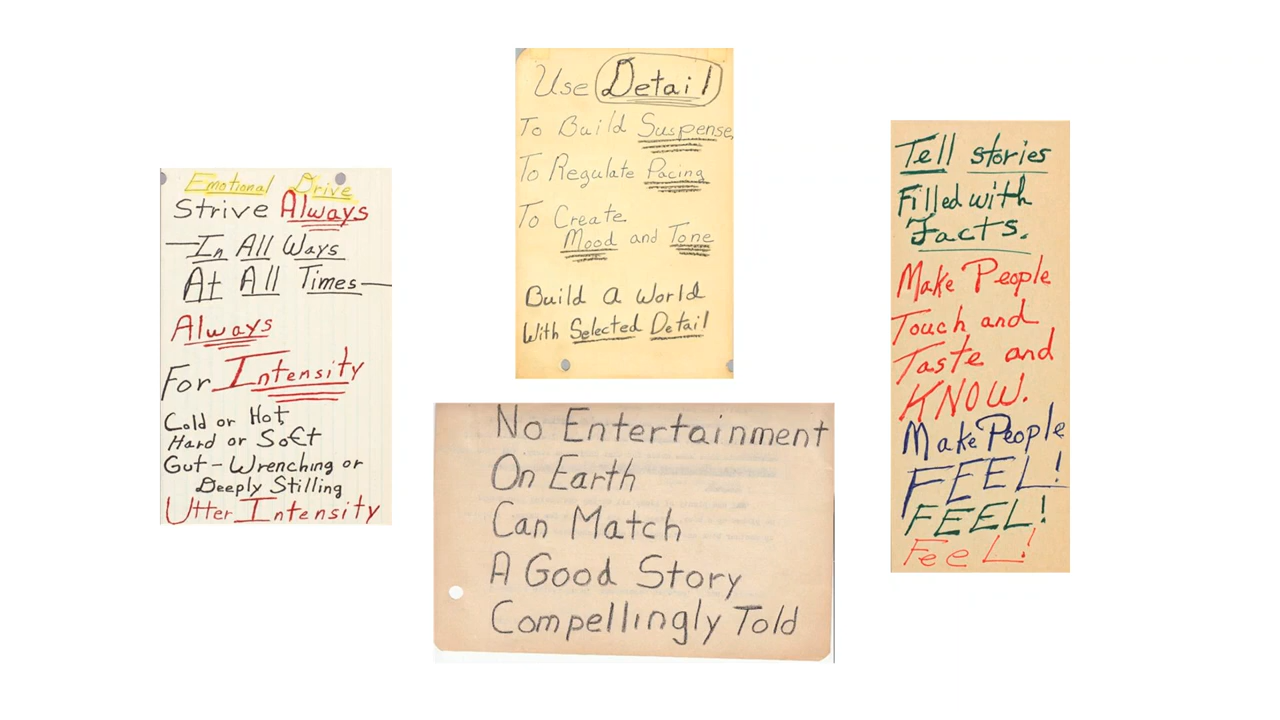 Emotional Drive
Strive Always
—In All Ways
At All Times—
Always
For Intensity
Cold or Hot,
Hard or Soft
Gut-Wrenching or
Deeply Stilling
Utter Intensity
Use Detail
To Build Suspense,
To Regulate Pacing
To Create
Mood and Tone
Build A World
With Selected Detail
No Entertainment
On Earth
Can Match
A Good Story
Compellingly Told
Tell stories
Filled with
Facts.
Make People
Touch and
Taste and
KNOW.
Make People
FEEL!
FEEL!
FeeL!